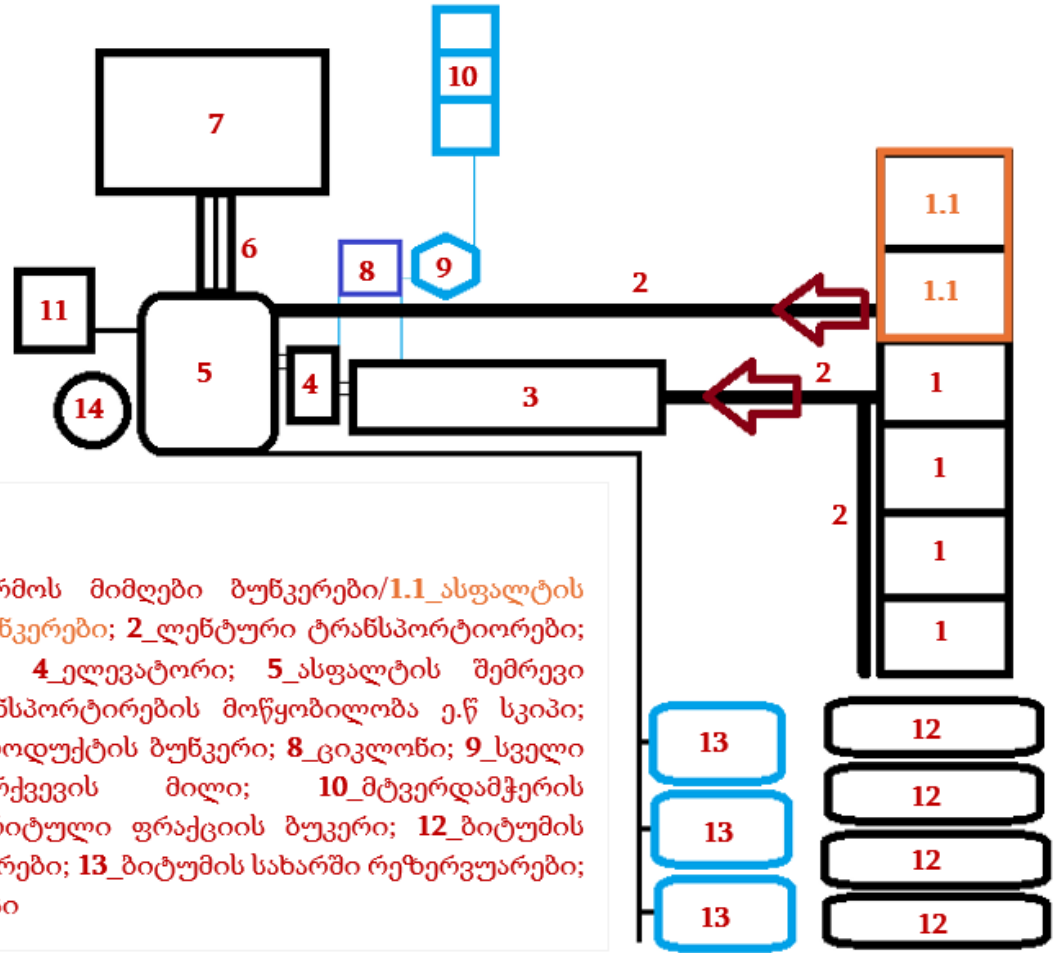 10
7
1.1
6
8
9
2
1.1
11
5
4
3
2
1
14
1
2
1
რმოს მიმღები ბუნკერები/1.1_ასფალტის
ნკერები; 2_ლენტური ტრანსპორტიორები;
4_ელევატორი; 5_ასფალტის შემრევი
ნსპორტირების მოწყობილობა ე.წ სკიპი;
როდუქტის ბუნკერი; 8_ციკლონი; 9_სველი
რქვევის მილი; 10_მტვერდამჭერის
რიტული ფრაქციის ბუკერი; 12_ბიტუმის
რები; 13_ბიტუმის სახარში რეზერვუარები;
ი
1
13
12
13
12
12
13
12